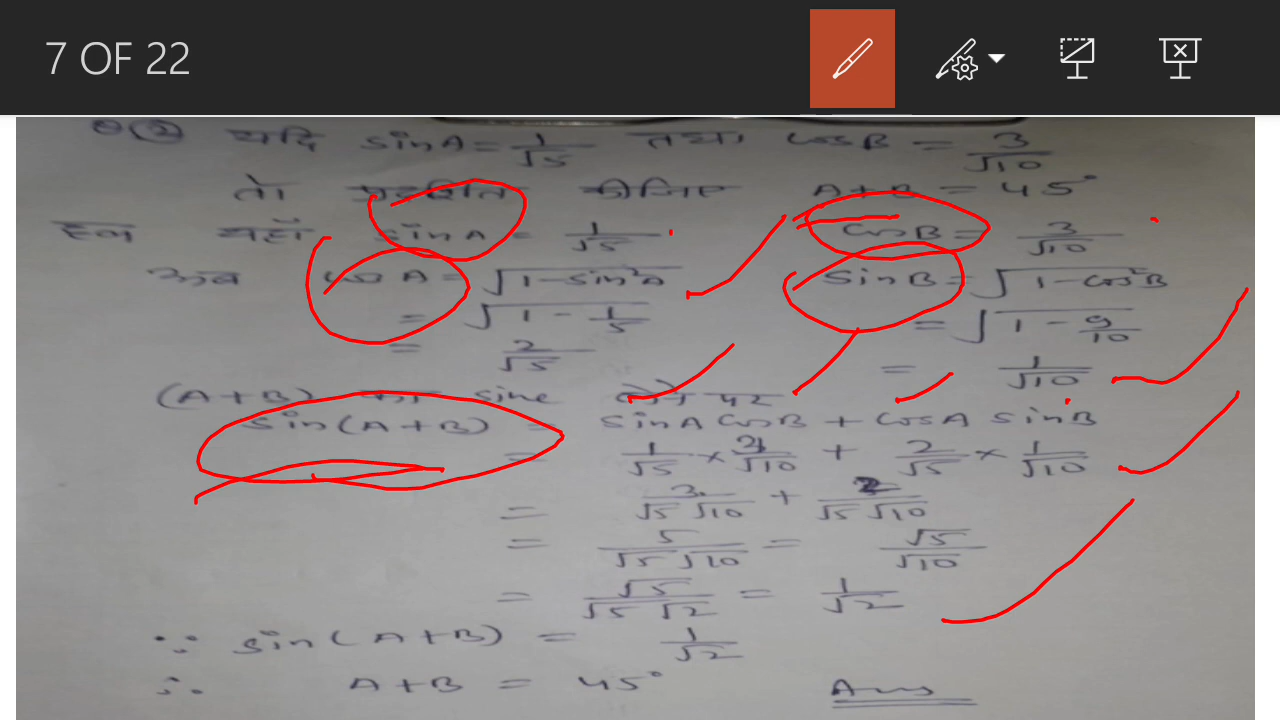 7 OF 22
(2) यदि sinA = 1/√5 तथा cosB = 3/√10
तो प्रदर्शित कीजिए A+B = 45°
हल यहाँ sinA = 1/√5 cosB = 3/√10
अब cosA = √(1-sin²A) SinB = √(1-cos²B)
= √(1 - 1/5) = √(1 - 9/10)
= 2/√5 = 1/√10
(A+B) का sine लेने पर
sin(A+B) = sinA cosB + cosA sinB
= 1/√5 × 3/√10 + 2/√5 × 1/√10
= 3/√5√10 + 2/√5√10
= 5/√5√10 = √5/√10
= √5/√5√2 = 1/√2
∵ sin(A+B) = 1/√2
∴ A+B = 45° Ans